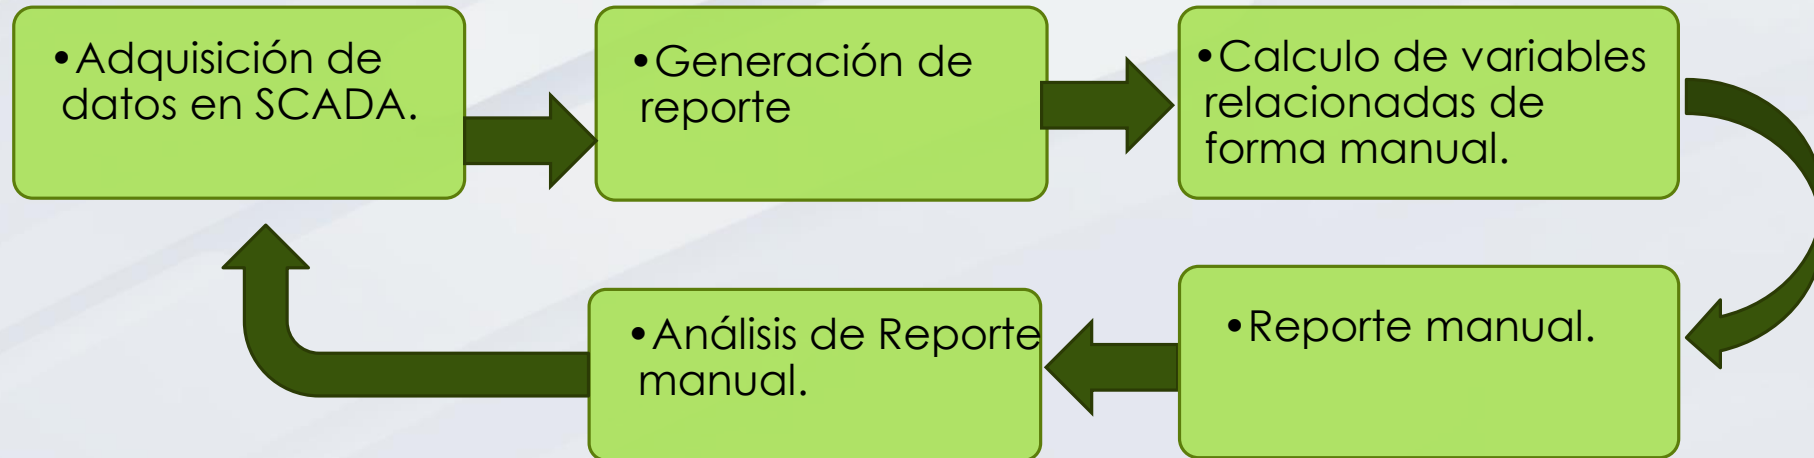 •Adquisición de
datos en SCADA.
•Generación de
reporte
•Calculo de variables
relacionadas de
forma manual.
•Reporte manual.
•Análisis de Reporte
manual.